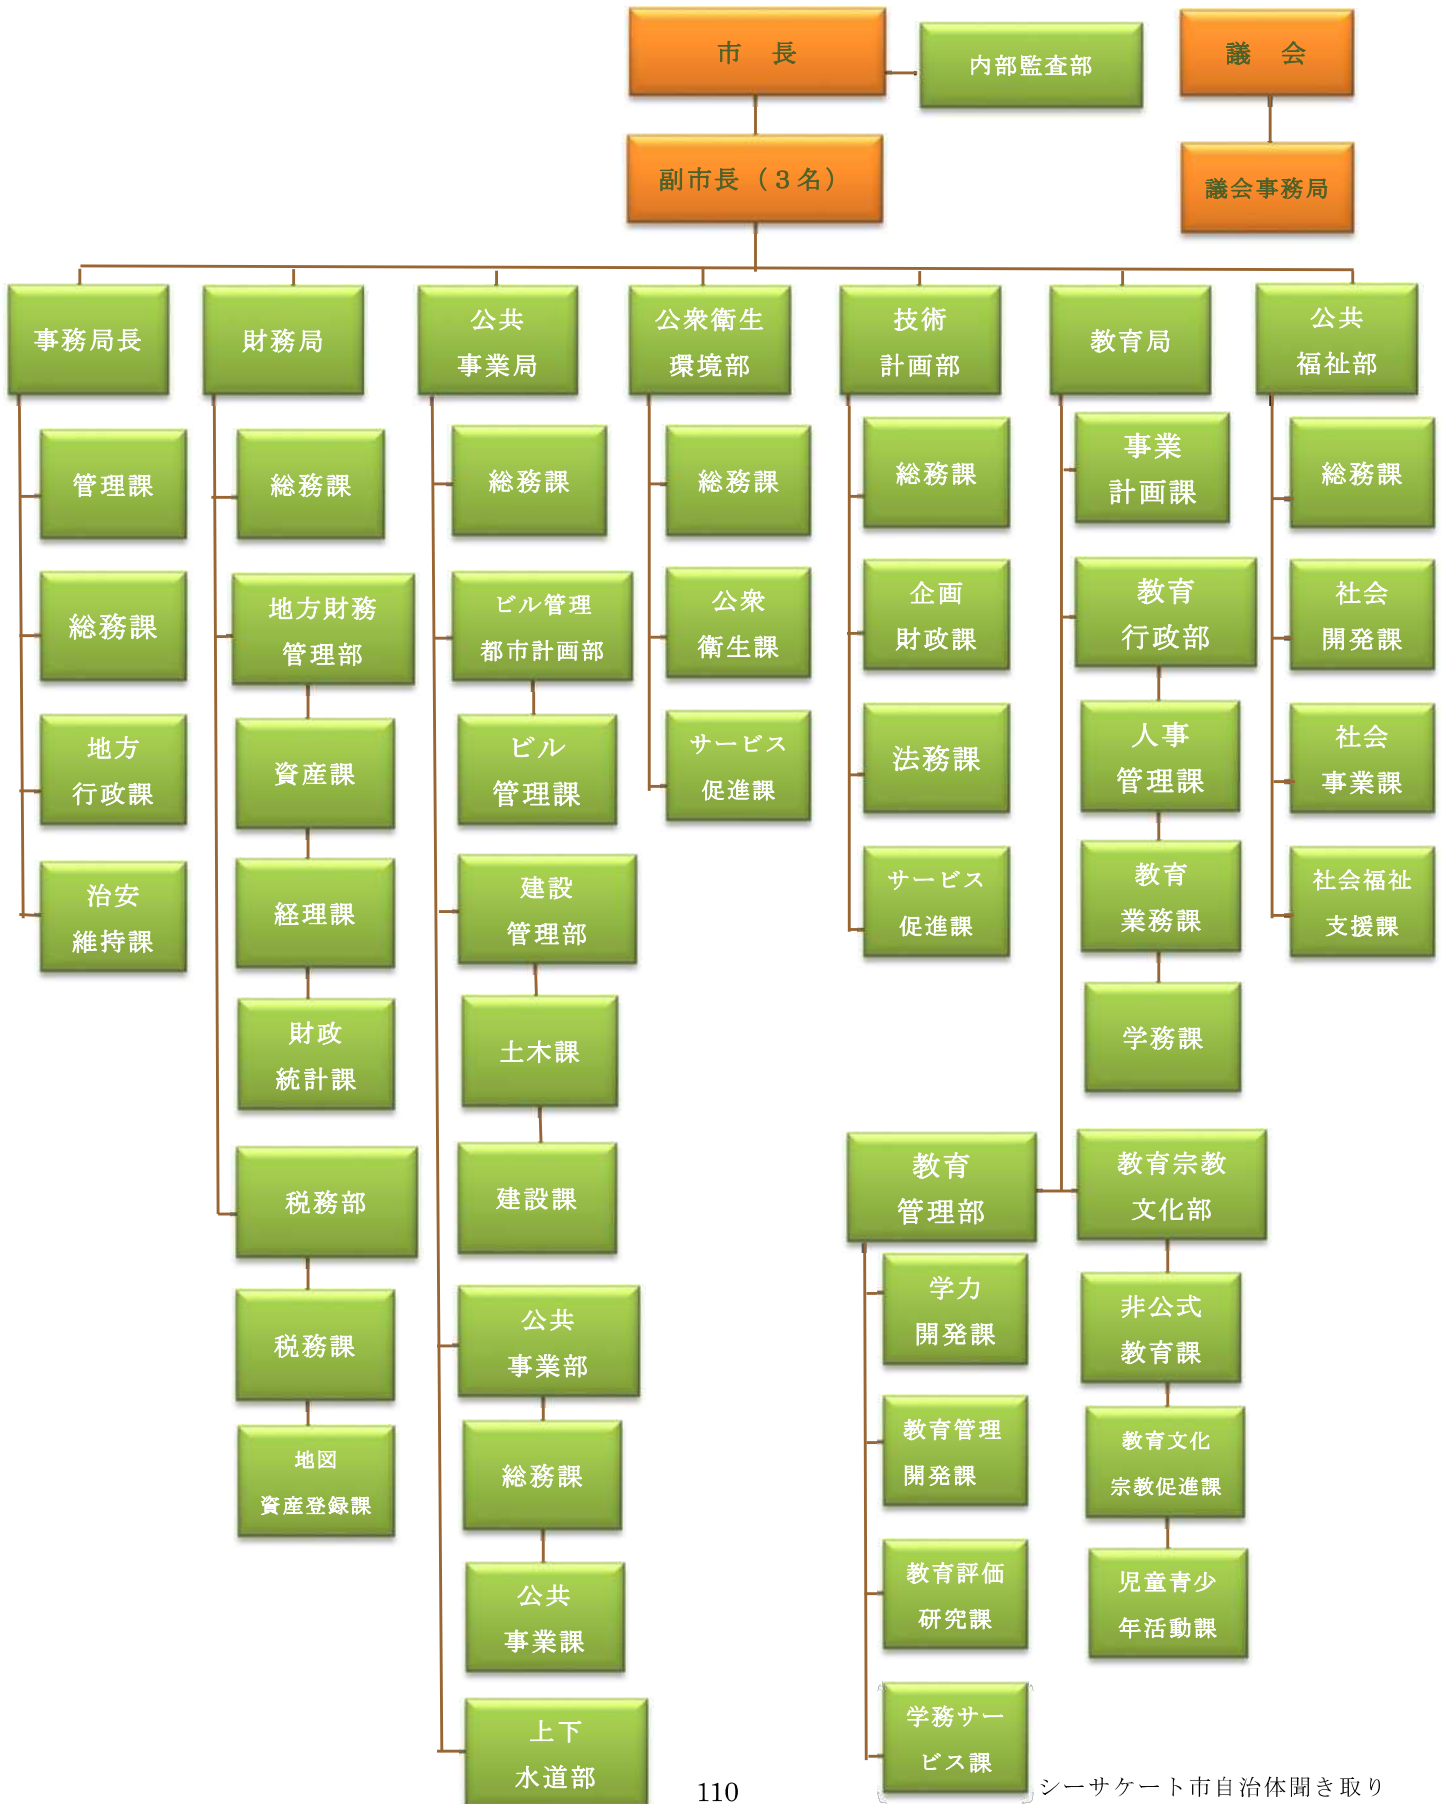 市　長
内部監査部
議　会
副市長（３名）
議会事務局
事務局長
財務局
公共
事業局
公衆衛生
環境部
技術
計画部
教育局
公共
福祉部
管理課
総務課
地方
行政課
治安
維持課
総務課
地方財務
管理部
資産課
経理課
財政
統計課
税務部
税務課
地図
資産登録課
総務課
ビル管理
都市計画部
ビル
管理課
建設
管理部
土木課
建設課
公共
事業部
総務課
公共
事業課
上下
水道部
総務課
公衆
衛生課
サービス
促進課
総務課
企画
財政課
法務課
サービス
促進課
事業
計画課
教育
行政部
人事
管理課
教育
業務課
学務課
教育
管理部
学力
開発課
教育管理
開発課
教育評価
研究課
学務サー
ビス課
教育宗教
文化部
非公式
教育課
教育文化
宗教促進課
児童青少
年活動課
総務課
社会
開発課
社会
事業課
社会福祉
支援課
110
シーサケート市自治体聞き取り